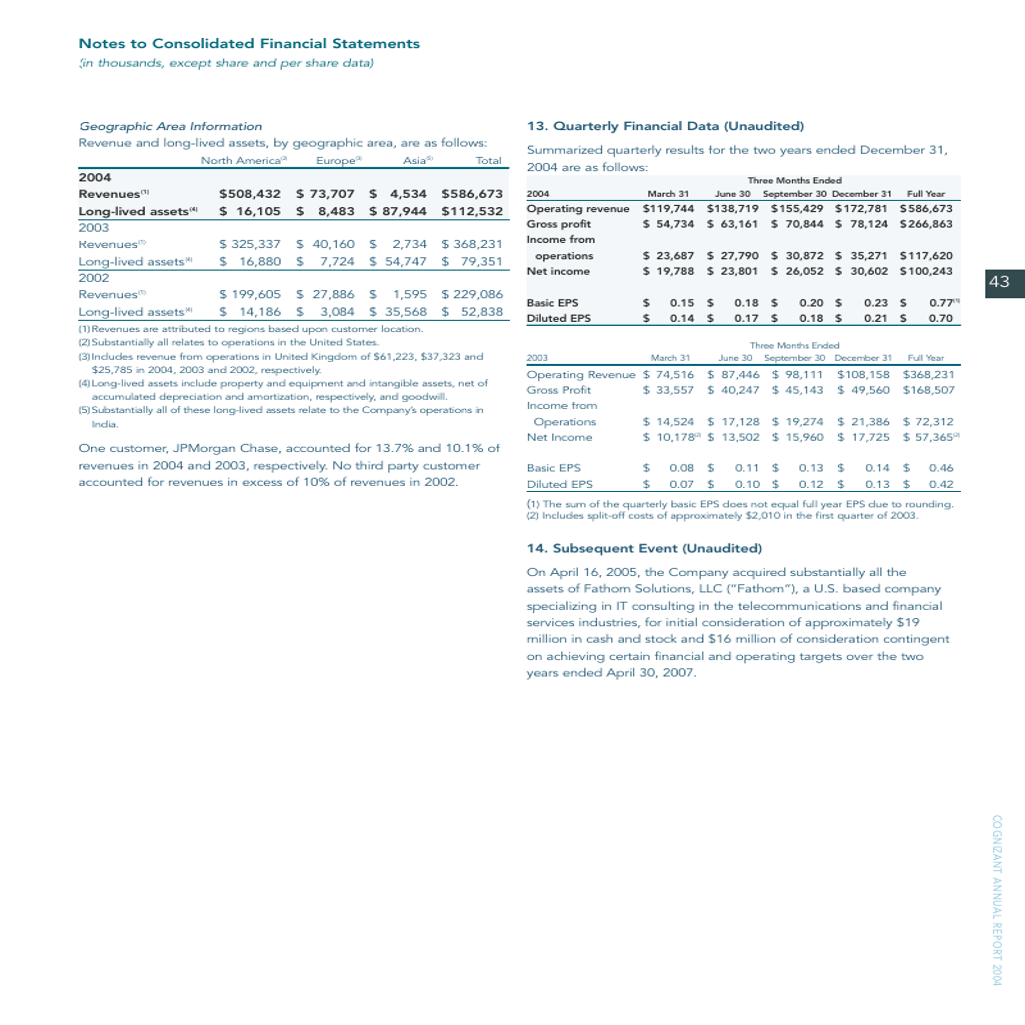 Notes to Consolidated Financial Statements
(in thousands, except share and per share data)
Geographic Area Information
Revenue and long-lived assets, by geographic area, are as follows:
North America(2) Europe(3) Asia(5) Total
2004
Revenues(1) $508,432 $ 73,707 $ 4,534 $586,673
Long-lived assets(4) $ 16,105 $ 8,483 $ 87,944 $112,532
2003
Revenues(1) $ 325,337 $ 40,160 $ 2,734 $ 368,231
Long-lived assets(4) $ 16,880 $ 7,724 $ 54,747 $ 79,351
2002
Revenues(1) $ 199,605 $ 27,886 $ 1,595 $ 229,086
Long-lived assets(4) $ 14,186 $ 3,084 $ 35,568 $ 52,838
(1) Revenues are attributed to regions based upon customer location.
(2) Substantially all relates to operations in the United States.
(3) Includes revenue from operations in United Kingdom of $61,223, $37,323 and
$25,785 in 2004, 2003 and 2002, respectively.
(4) Long-lived assets include property and equipment and intangible assets, net of
accumulated depreciation and amortization, respectively, and goodwill.
(5) Substantially all of these long-lived assets relate to the Company's operations in
India.
One customer, JPMorgan Chase, accounted for 13.7% and 10.1% of
revenues in 2004 and 2003, respectively. No third party customer
accounted for revenues in excess of 10% of revenues in 2002.
13. Quarterly Financial Data (Unaudited)
Summarized quarterly results for the two years ended December 31,
2004 are as follows:
Three Months Ended
2004 March 31 June 30 September 30 December 31 Full Year
Operating revenue $119,744 $138,719 $155,429 $172,781 $586,673
Gross profit $ 54,734 $ 63,161 $ 70,844 $ 78,124 $266,863
Income from
operations $ 23,687 $ 27,790 $ 30,872 $ 35,271 $117,620
Net income $ 19,788 $ 23,801 $ 26,052 $ 30,602 $100,243
Basic EPS $ 0.15 $ 0.18 $ 0.20 $ 0.23 $ 0.77(1)
Diluted EPS $ 0.14 $ 0.17 $ 0.18 $ 0.21 $ 0.70
Three Months Ended
2003 March 31 June 30 September 30 December 31 Full Year
Operating Revenue $ 74,516 $ 87,446 $ 98,111 $108,158 $368,231
Gross Profit $ 33,557 $ 40,247 $ 45,143 $ 49,560 $168,507
Income from
Operations $ 14,524 $ 17,128 $ 19,274 $ 21,386 $ 72,312
Net Income $ 10,178(2) $ 13,502 $ 15,960 $ 17,725 $ 57,365(2)
Basic EPS $ 0.08 $ 0.11 $ 0.13 $ 0.14 $ 0.46
Diluted EPS $ 0.07 $ 0.10 $ 0.12 $ 0.13 $ 0.42
(1) The sum of the quarterly basic EPS does not equal full year EPS due to rounding.
(2) Includes split-off costs of approximately $2,010 in the first quarter of 2003.
14. Subsequent Event (Unaudited)
On April 16, 2005, the Company acquired substantially all the
assets of Fathom Solutions, LLC ("Fathom"), a U.S. based company
specializing in IT consulting in the telecommunications and financial
services industries, for initial consideration of approximately $19
million in cash and stock and $16 million of consideration contingent
on achieving certain financial and operating targets over the two
years ended April 30, 2007.
43
COGNIZANT ANNUAL REPORT 2004